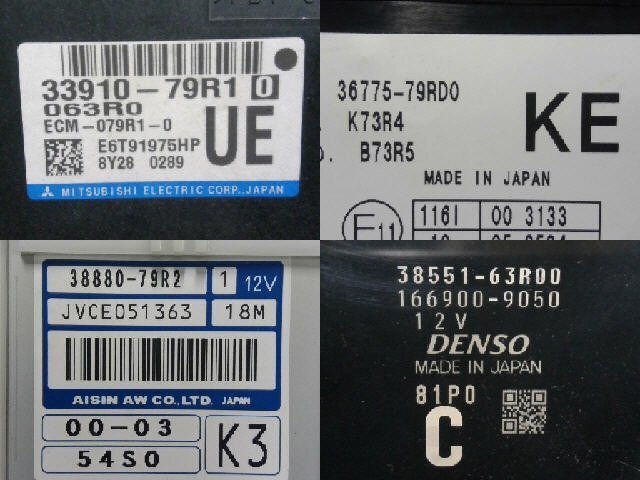 33910-79R1 0
063R0
ECM-079R1-0
UE
E6T91975HP
8Y28 0289
MITSUBISHI ELECTRIC CORP.,JAPAN
36775-79RD0
K73R4
KE
B73R5
MADE IN JAPAN
E11
116I 00 3133
38880-79R2 1 12V
JVCE051363 18M
AISIN AW CO.,LTD. JAPAN
00-03
K3
54S0
38551-63R00
166900-9050
12V
DENSO
MADE IN JAPAN
81P0
C